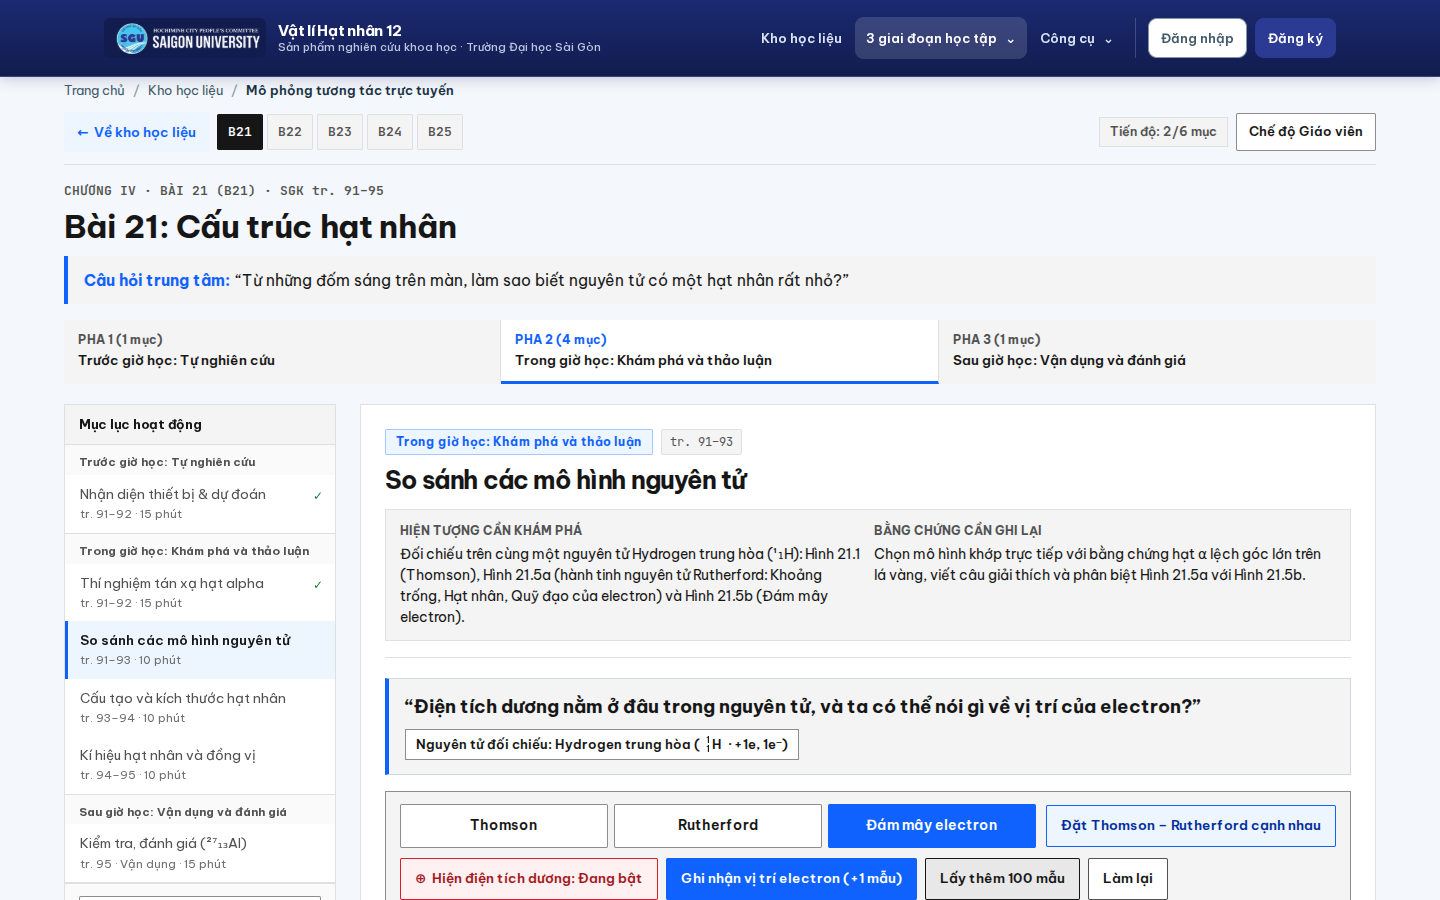 HOCHIMINH CITY PEOPLE'S COMMITTEE
SGU SAIGON UNIVERSITY
Vật lí Hạt nhân 12
Sản phẩm nghiên cứu khoa học · Trường Đại học Sài Gòn
Kho học liệu
3 giai đoạn học tập
Công cụ
Đăng nhập
Đăng ký
Trang chủ / Kho học liệu / Mô phỏng tương tác trực tuyến
← Về kho học liệu
B21
B22
B23
B24
B25
Tiến độ: 2/6 mục
Chế độ Giáo viên
CHƯƠNG IV · BÀI 21 (B21) · SGK tr. 91–95
Bài 21: Cấu trúc hạt nhân
Câu hỏi trung tâm: “Từ những đốm sáng trên màn, làm sao biết nguyên tử có một hạt nhân rất nhỏ?”
PHA 1 (1 mục)
Trước giờ học: Tự nghiên cứu
PHA 2 (4 mục)
Trong giờ học: Khám phá và thảo luận
PHA 3 (1 mục)
Sau giờ học: Vận dụng và đánh giá
Mục lục hoạt động
Trước giờ học: Tự nghiên cứu
Nhận diện thiết bị & dự đoán ✓
tr. 91–92 · 15 phút
Trong giờ học: Khám phá và thảo luận
Thí nghiệm tán xạ hạt alpha ✓
tr. 91–92 · 15 phút
So sánh các mô hình nguyên tử
tr. 91–93 · 10 phút
Cấu tạo và kích thước hạt nhân
tr. 93–94 · 10 phút
Kí hiệu hạt nhân và đồng vị
tr. 94–95 · 10 phút
Sau giờ học: Vận dụng và đánh giá
Kiểm tra, đánh giá (²⁷₁₃Al)
tr. 95 · Vận dụng · 15 phút
Trong giờ học: Khám phá và thảo luận
tr. 91–93
So sánh các mô hình nguyên tử
HIỆN TƯỢNG CẦN KHÁM PHÁ
Đối chiếu trên cùng một nguyên tử Hydrogen trung hòa (¹₁H): Hình 21.1
(Thomson), Hình 21.5a (hành tinh nguyên tử Rutherford: Khoảng
trống, Hạt nhân, Quỹ đạo của electron) và Hình 21.5b (Đám mây
electron).
BẰNG CHỨNG CẦN GHI LẠI
Chọn mô hình khớp trực tiếp với bằng chứng hạt α lệch góc lớn trên
lá vàng, viết câu giải thích và phân biệt Hình 21.5a với Hình 21.5b.
“Điện tích dương nằm ở đâu trong nguyên tử, và ta có thể nói gì về vị trí của electron?”
Nguyên tử đối chiếu: Hydrogen trung hòa ( ¹₁H · +1e, 1e⁻)
Thomson
Rutherford
Đám mây electron
Đặt Thomson – Rutherford cạnh nhau
⊕ Hiện điện tích dương: Đang bật
Ghi nhận vị trí electron (+1 mẫu)
Lấy thêm 100 mẫu
Làm lại